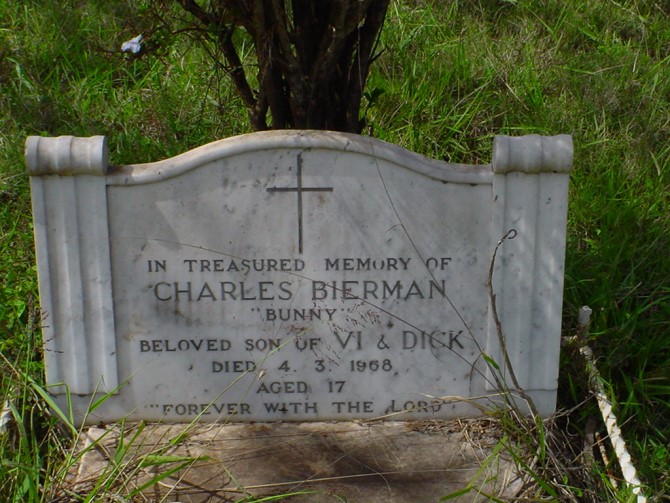 IN TREASURED MEMORY OF
CHARLES BIERMAN
"BUNNY"
BELOVED SON OF VI & DICK
DIED 4. 3. 1968
AGED 17
"FOREVER WITH THE LORD"